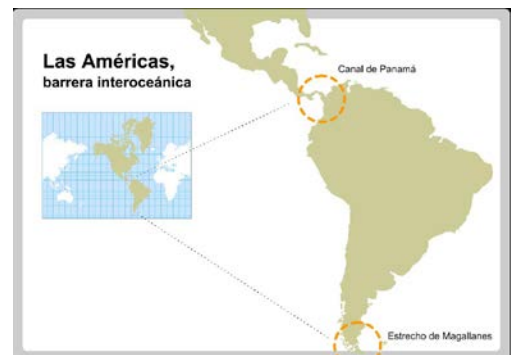 Las Américas,
barrera interoceánica
Canal de Panamá
Estrecho de Magallanes